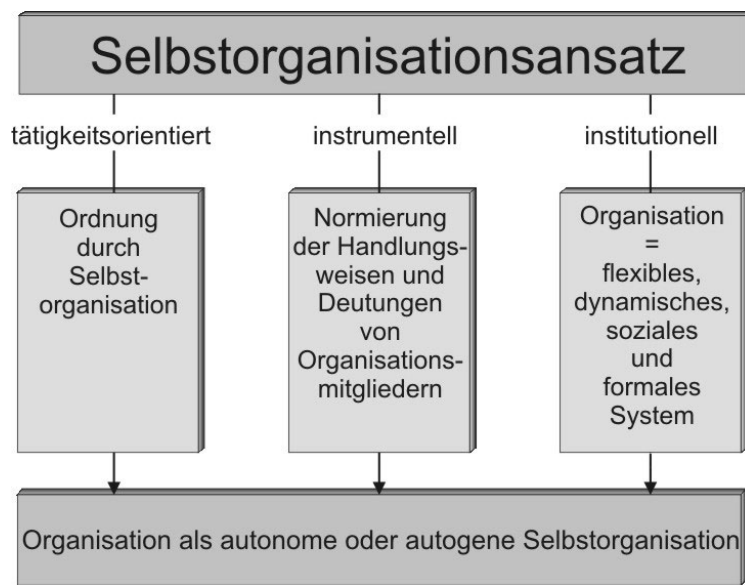 Selbstorganisationsansatz
tätigkeitsorientiert
instrumentell
institutionell
Ordnung
durch
Selbst-
organisation
Normierung
der Handlungs-
weisen und
Deutungen
von
Organisations-
mitgliedern
Organisation
=
flexibles,
dynamisches,
soziales
und
formales
System
Organisation als autonome oder autogene Selbstorganisation